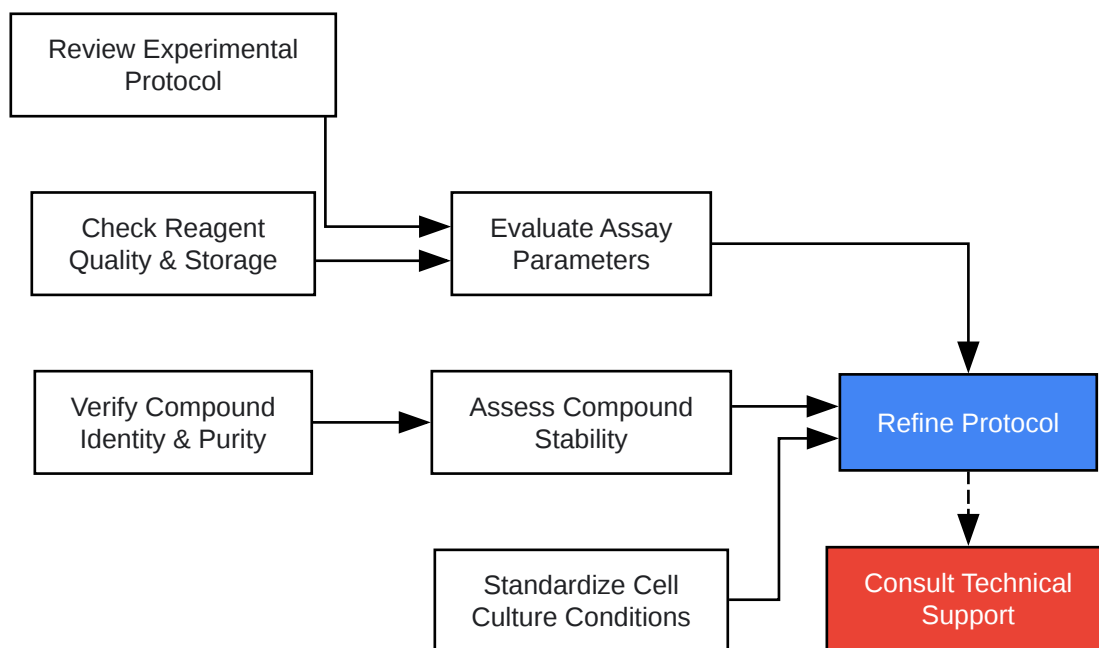 Review Experimental
Protocol
Check Reagent
Quality & Storage
Evaluate Assay
Parameters
Verify Compound
Identity & Purity
Assess Compound
Stability
Refine Protocol
Standardize Cell
Culture Conditions
Consult Technical
Support